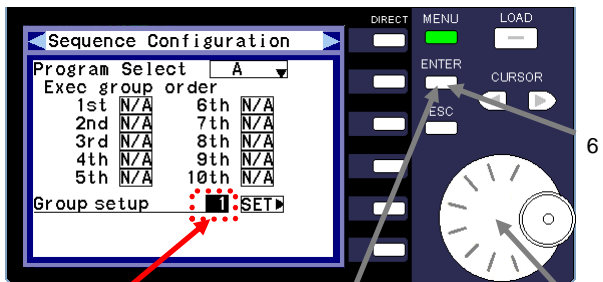 DIRECT MENU LOAD
Sequence Configuration
Program Select A
ENTER
CURSOR
Exec group order
1st N/A 6th N/A
2nd N/A 7th N/A
ESC
3rd N/A 8th N/A
4th N/A 9th N/A
5th N/A 10th N/A
6
Group setup 1 SET